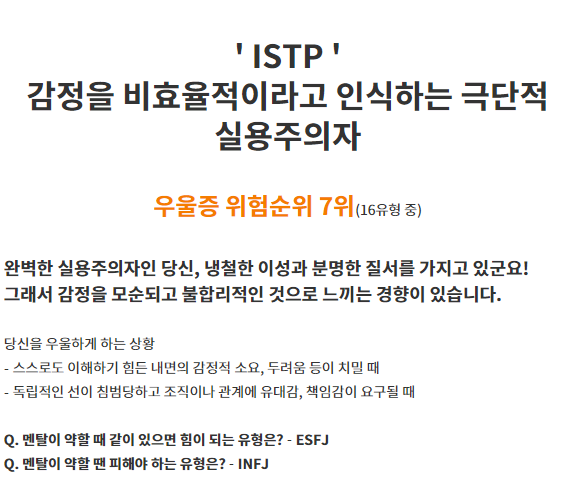 ' ISTP '
감정을 비효율적이라고 인식하는 극단적
실용주의자
우울증 위험순위 7위(16유형 중)
완벽한 실용주의자인 당신, 냉철한 이성과 분명한 질서를 가지고 있군요!
그래서 감정을 모순되고 불합리적인 것으로 느끼는 경향이 있습니다.
당신을 우울하게 하는 상황
- 스스로도 이해하기 힘든 내면의 감정적 소요, 두려움 등이 치밀 때
- 독립적인 선이 침범당하고 조직이나 관계에 유대감, 책임감이 요구될 때
Q. 멘탈이 약할 때 같이 있으면 힘이 되는 유형은? - ESFJ
Q. 멘탈이 약할 땐 피해야 하는 유형은? - INFJ